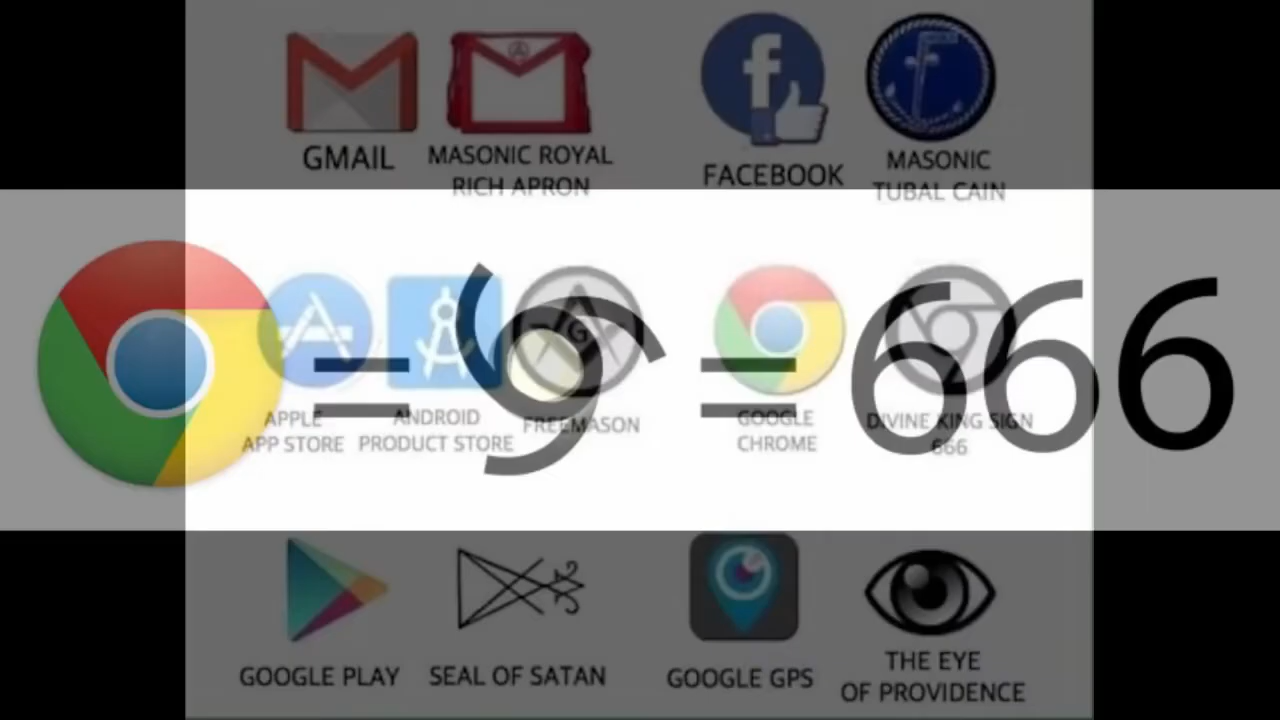 GMAIL
MASONIC ROYAL
RICH APRON
FACEBOOK
MASONIC
TUBAL CAIN
= = 666
APPLE
APP STORE
ANDROID
PRODUCT STORE
G
FREEMASON
GOOGLE
CHROME
DIVINE KING SIGN
666
GOOGLE PLAY
SEAL OF SATAN
GOOGLE GPS
THE EYE
OF PROVIDENCE